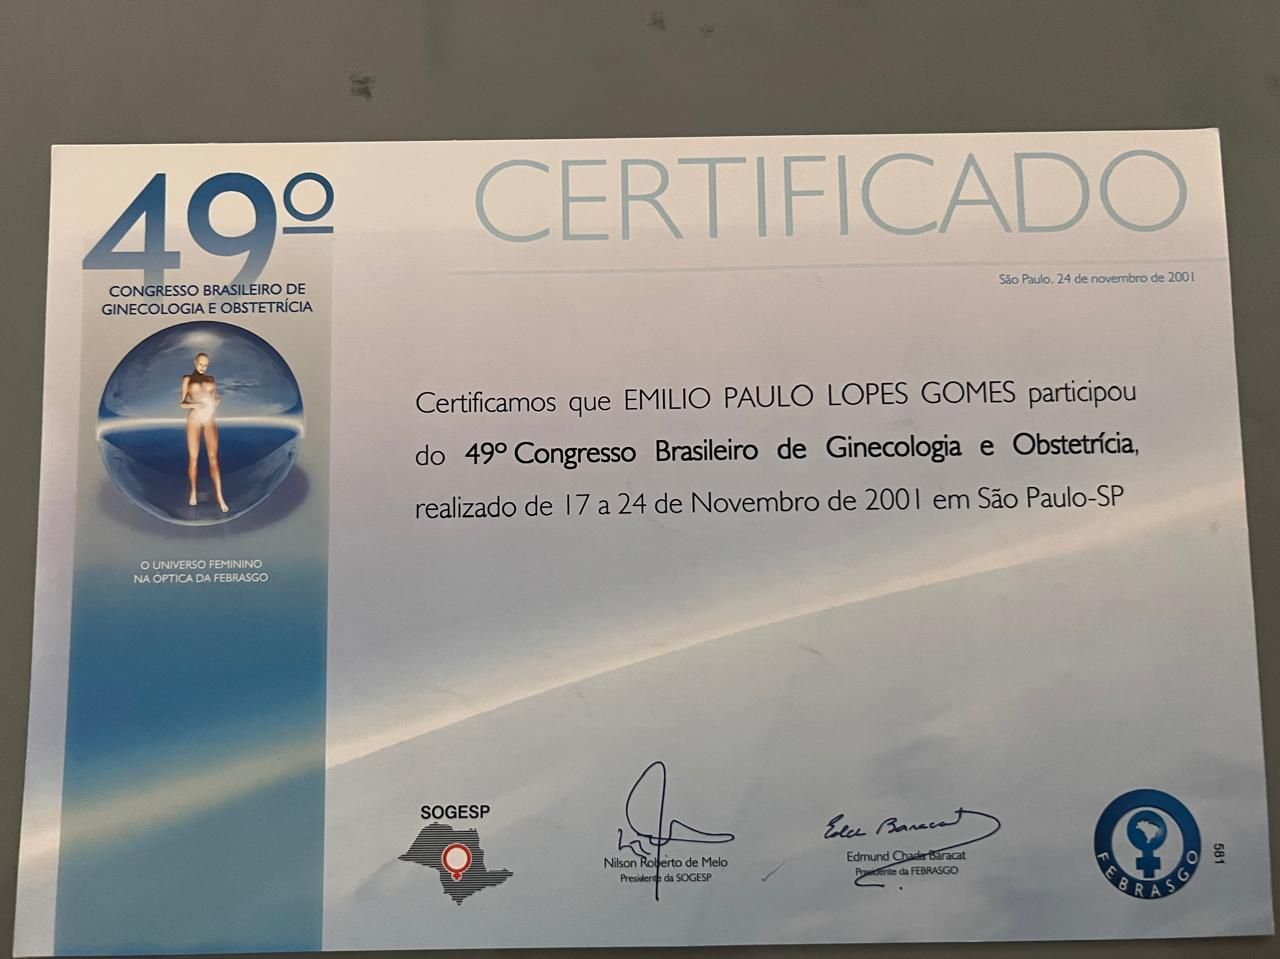 49º
CONGRESSO BRASILEIRO DE
GINECOLOGIA E OBSTETRÍCIA
O UNIVERSO FEMININO
NA ÓPTICA DA FEBRASGO
CERTIFICADO
São Paulo, 24 de novembro de 2001
Certificamos que EMILIO PAULO LOPES GOMES participou
do 49º Congresso Brasileiro de Ginecologia e Obstetrícia,
realizado de 17 a 24 de Novembro de 2001 em São Paulo-SP
SOGESP
Nilson Roberto de Melo
Presidente da SOGESP
Edmund Chada Baracat
Presidente da FEBRASGO
FEBRASGO
581